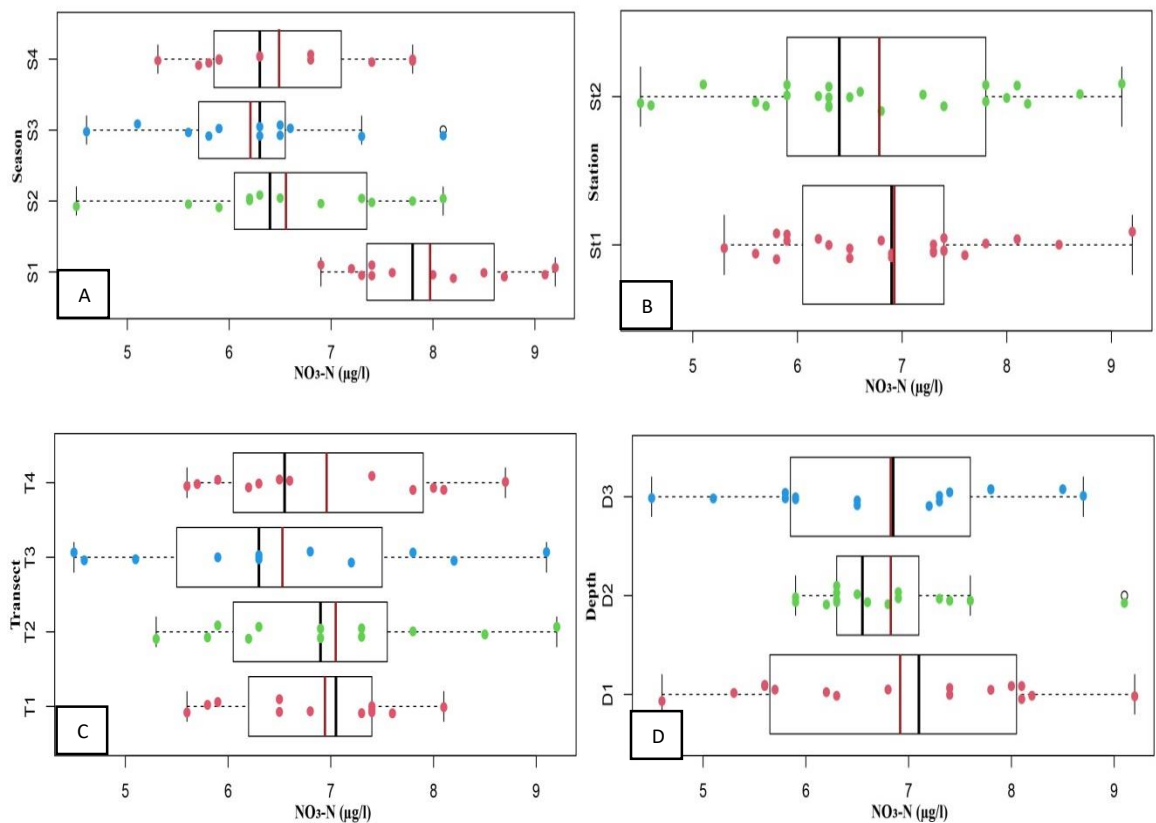 S4
S3
S2
S1
Season
A
5 6 7 8 9
NO₃-N (µg/l)
St2
St1
Station
B
5 6 7 8 9
NO₃-N (µg/l)
T4
T3
T2
T1
Transect
C
5 6 7 8 9
NO₃-N (µg/l)
D3
D2
D1
Depth
D
5 6 7 8 9
NO₃-N (µg/l)